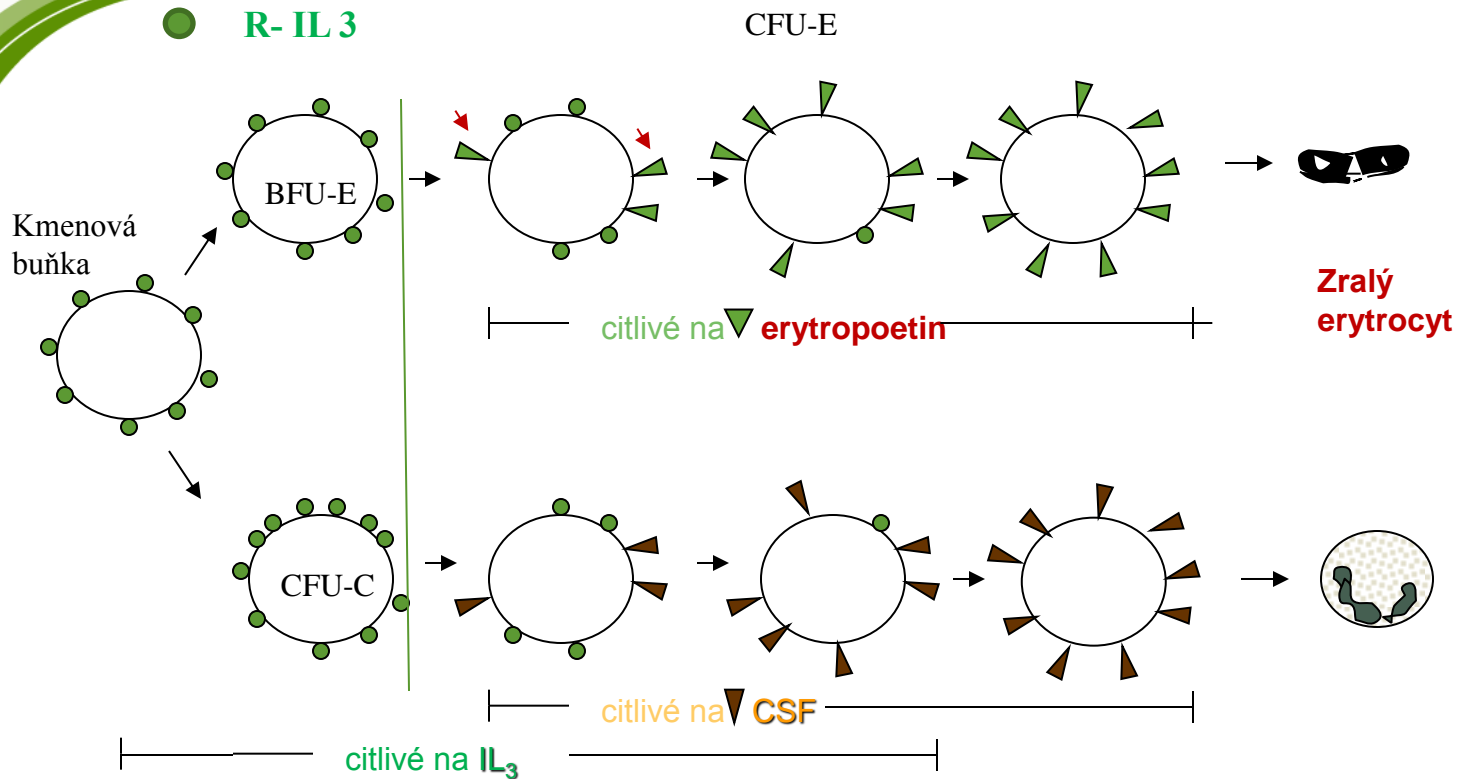 R- IL 3
CFU-E
BFU-E
Kmenová
buňka
Zralý
erytrocyt
citlivé na erytropoetin
CFU-C
citlivé na CSF
citlivé na IL₃